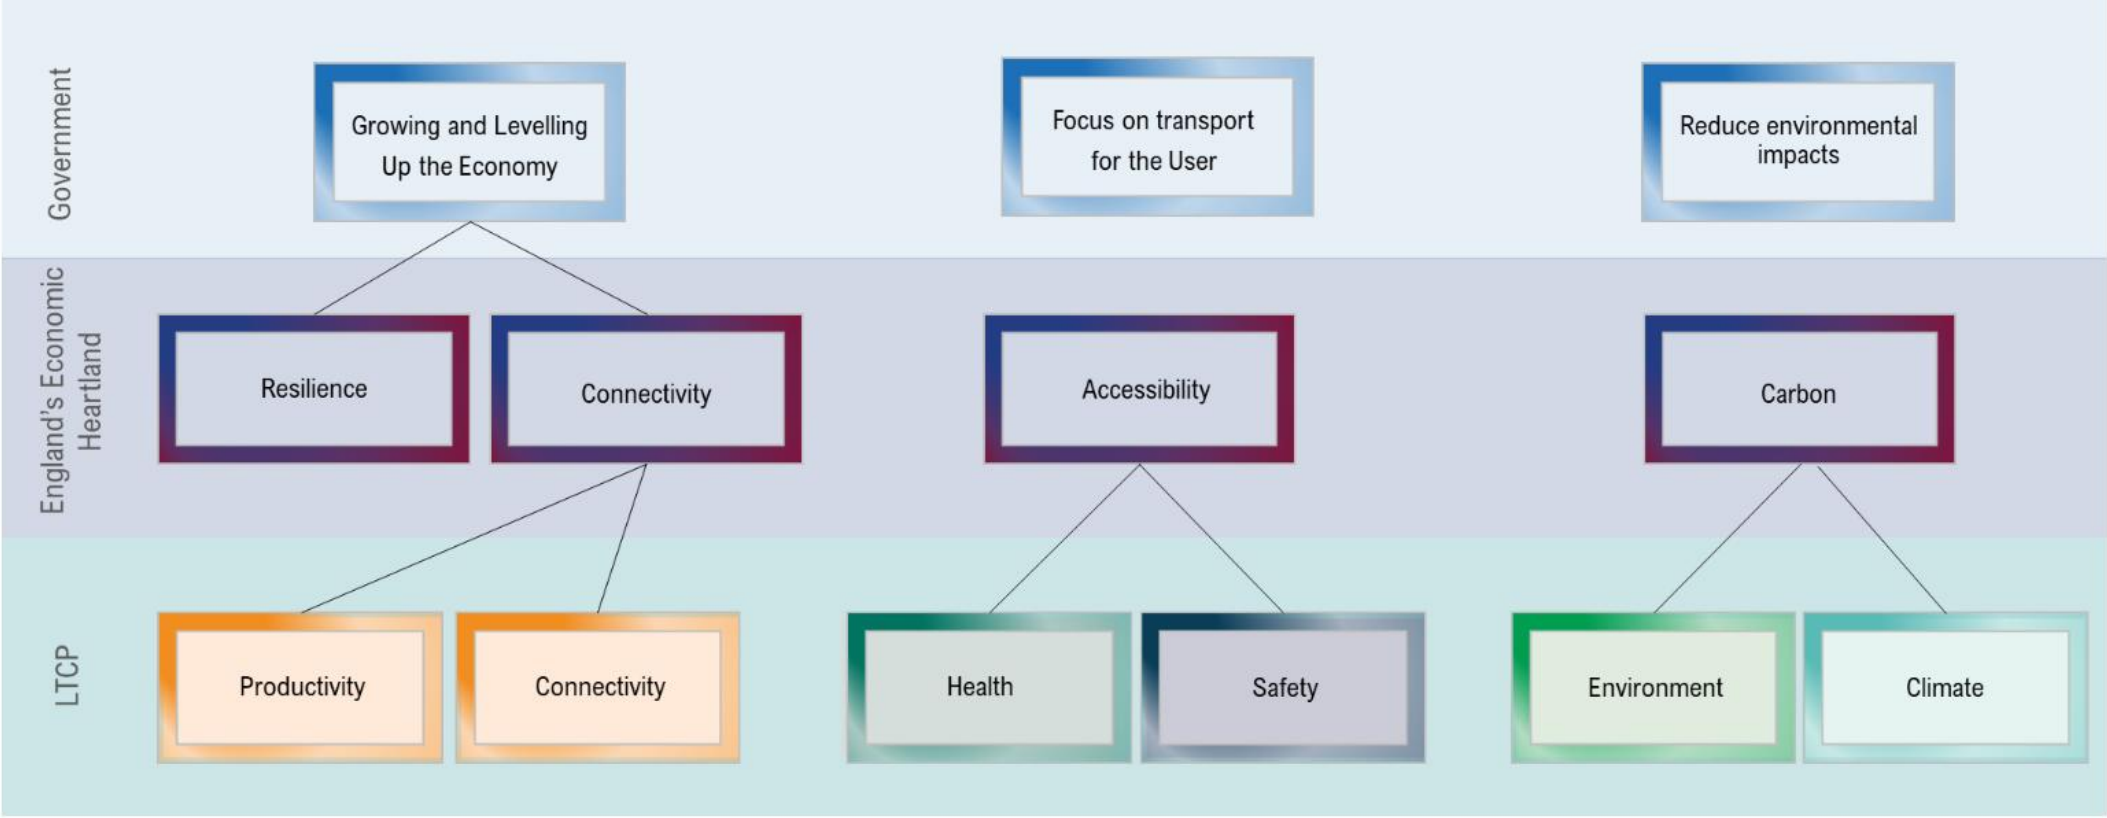 Government
Growing and Levelling
Up the Economy
Focus on transport
for the User
Reduce environmental
impacts
England's Economic
Heartland
Resilience
Connectivity
Accessibility
Carbon
LTCP
Productivity
Connectivity
Health
Safety
Environment
Climate